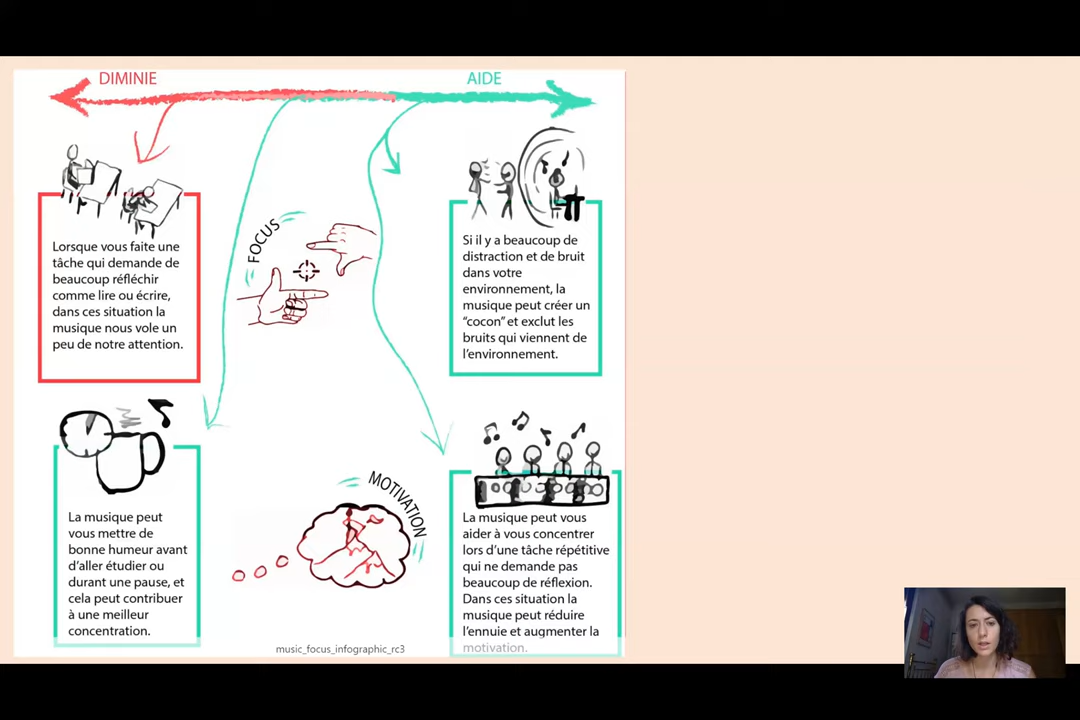 DIMINIE
AIDE
Lorsque vous faite une
tâche qui demande de
beaucoup réfléchir
comme lire ou écrire,
dans ces situation la
musique nous vole un
peu de notre attention.
FOCUS
Si il y a beaucoup de
distraction et de bruit
dans votre
environnement, la
musique peut créer un
“cocon” et exclut les
bruits qui viennent de
l’environnement.
La musique peut
vous mettre de
bonne humeur avant
d’aller étudier ou
durant une pause, et
cela peut contribuer
à une meilleur
concentration.
MOTIVATION
La musique peut vous
aider à vous concentrer
lors d’une tâche répétitive
qui ne demande pas
beaucoup de réflexion.
Dans ces situation la
musique peut réduire
l’ennuie et augmenter la
motivation.
music_focus_infographic_rc3